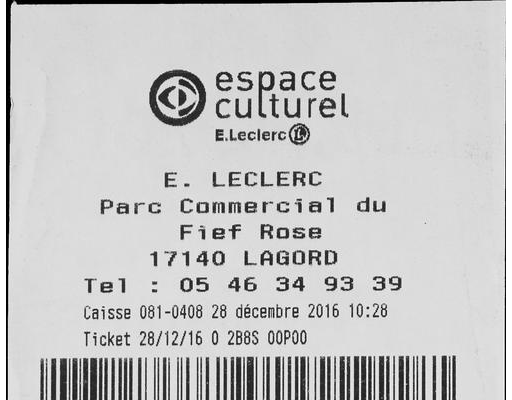 espace
culturel
E.Leclerc L
E. LECLERC
Parc Commercial du
Fief Rose
17140 LAGORD
Tel : 05 46 34 93 39
Caisse 081-0408 28 décembre 2016 10:28
Ticket 28/12/16 0 2B8S 00P00